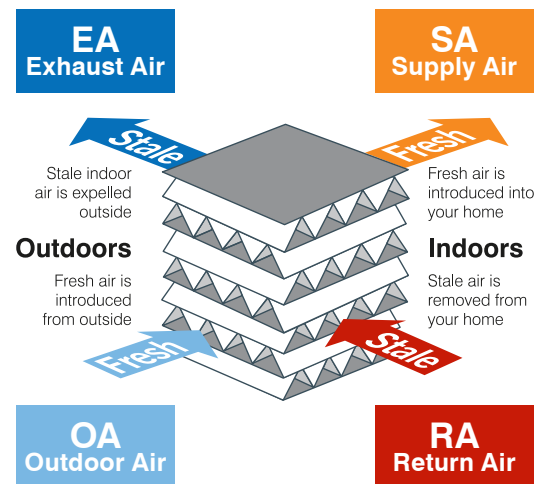 EA
Exhaust Air
SA
Supply Air
Stale
Fresh
Stale indoor
air is expelled
outside
Fresh air is
introduced into
your home
Outdoors
Indoors
Fresh air is
introduced
from outside
Stale air is
removed from
your home
Fresh
Stale
OA
Outdoor Air
RA
Return Air